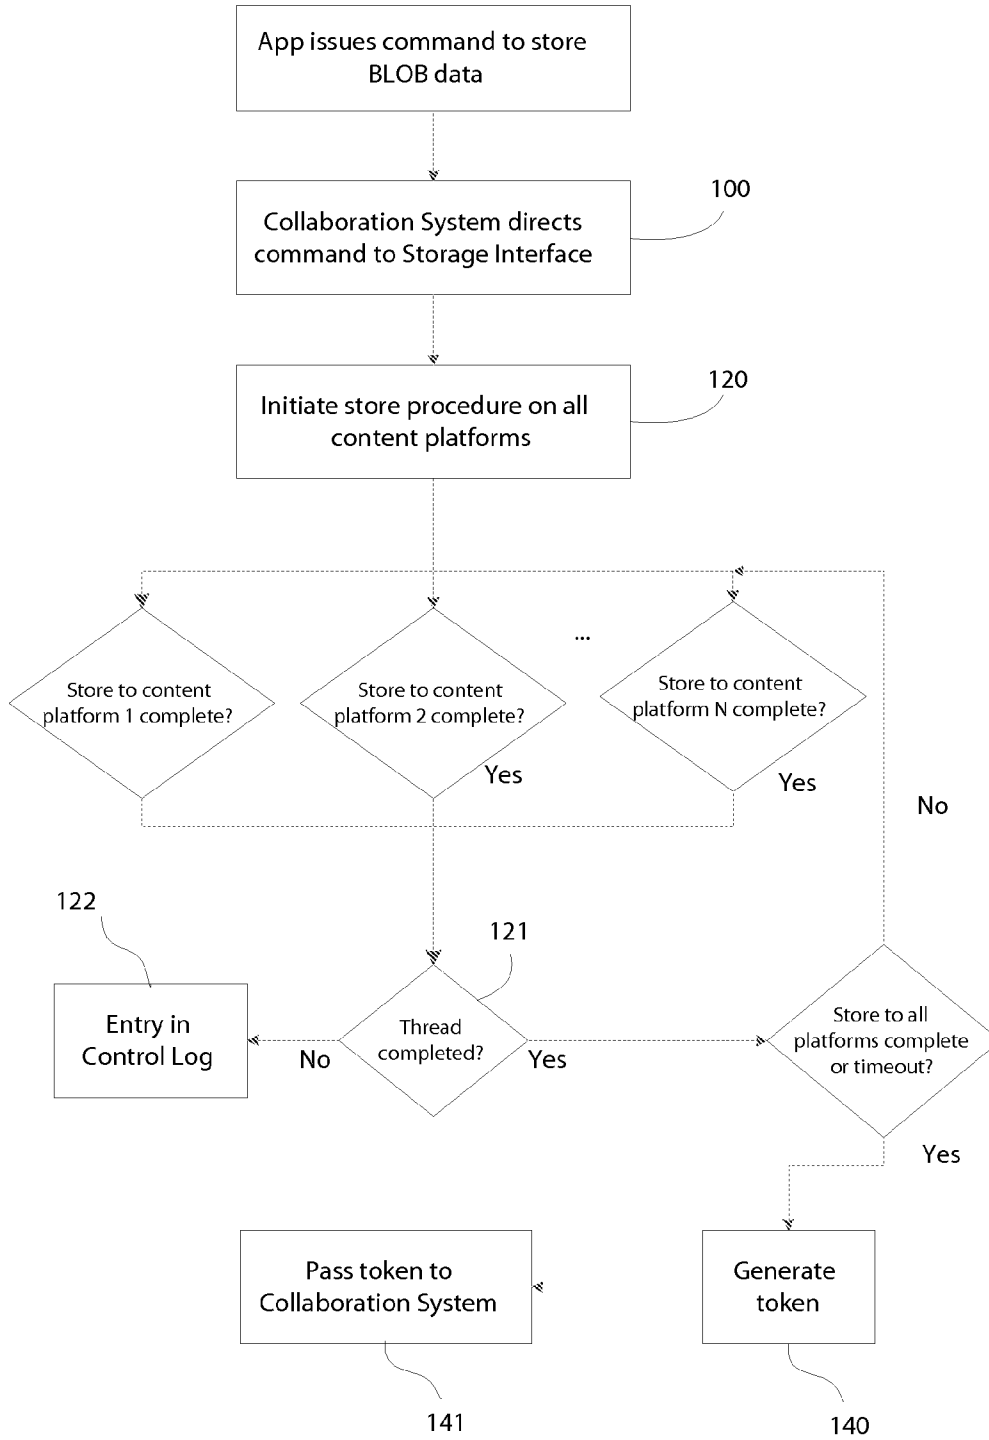 App issues command to store
BLOB data
100
Collaboration System directs
command to Storage Interface
120
Initiate store procedure on all
content platforms
...
Store to content
platform 1 complete?
Store to content
platform 2 complete?
Store to content
platform N complete?
Yes
Yes
No
122
121
Entry in
Control Log
No
Thread
completed?
Yes
Store to all
platforms complete
or timeout?
Yes
Pass token to
Collaboration System
Generate
token
141
140